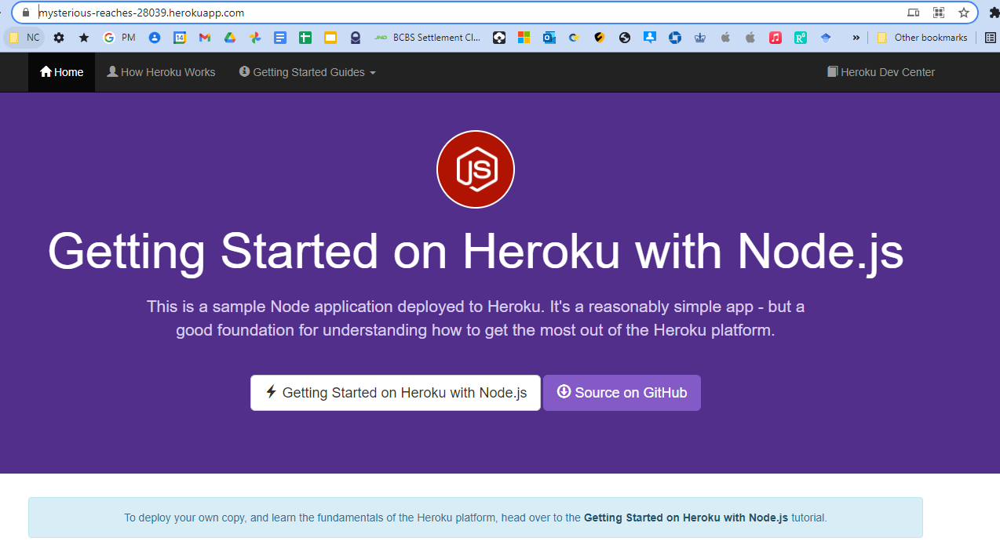 mysterious-reaches-28039.herokuapp.com
NC G PM 14 JND BCBS Settlement Cl... » Other bookmarks
Home How Heroku Works Getting Started Guides Heroku Dev Center
JS
Getting Started on Heroku with Node.js
This is a sample Node application deployed to Heroku. It's a reasonably simple app - but a
good foundation for understanding how to get the most out of the Heroku platform.
Getting Started on Heroku with Node.js Source on GitHub
To deploy your own copy, and learn the fundamentals of the Heroku platform, head over to the Getting Started on Heroku with Node.js tutorial.